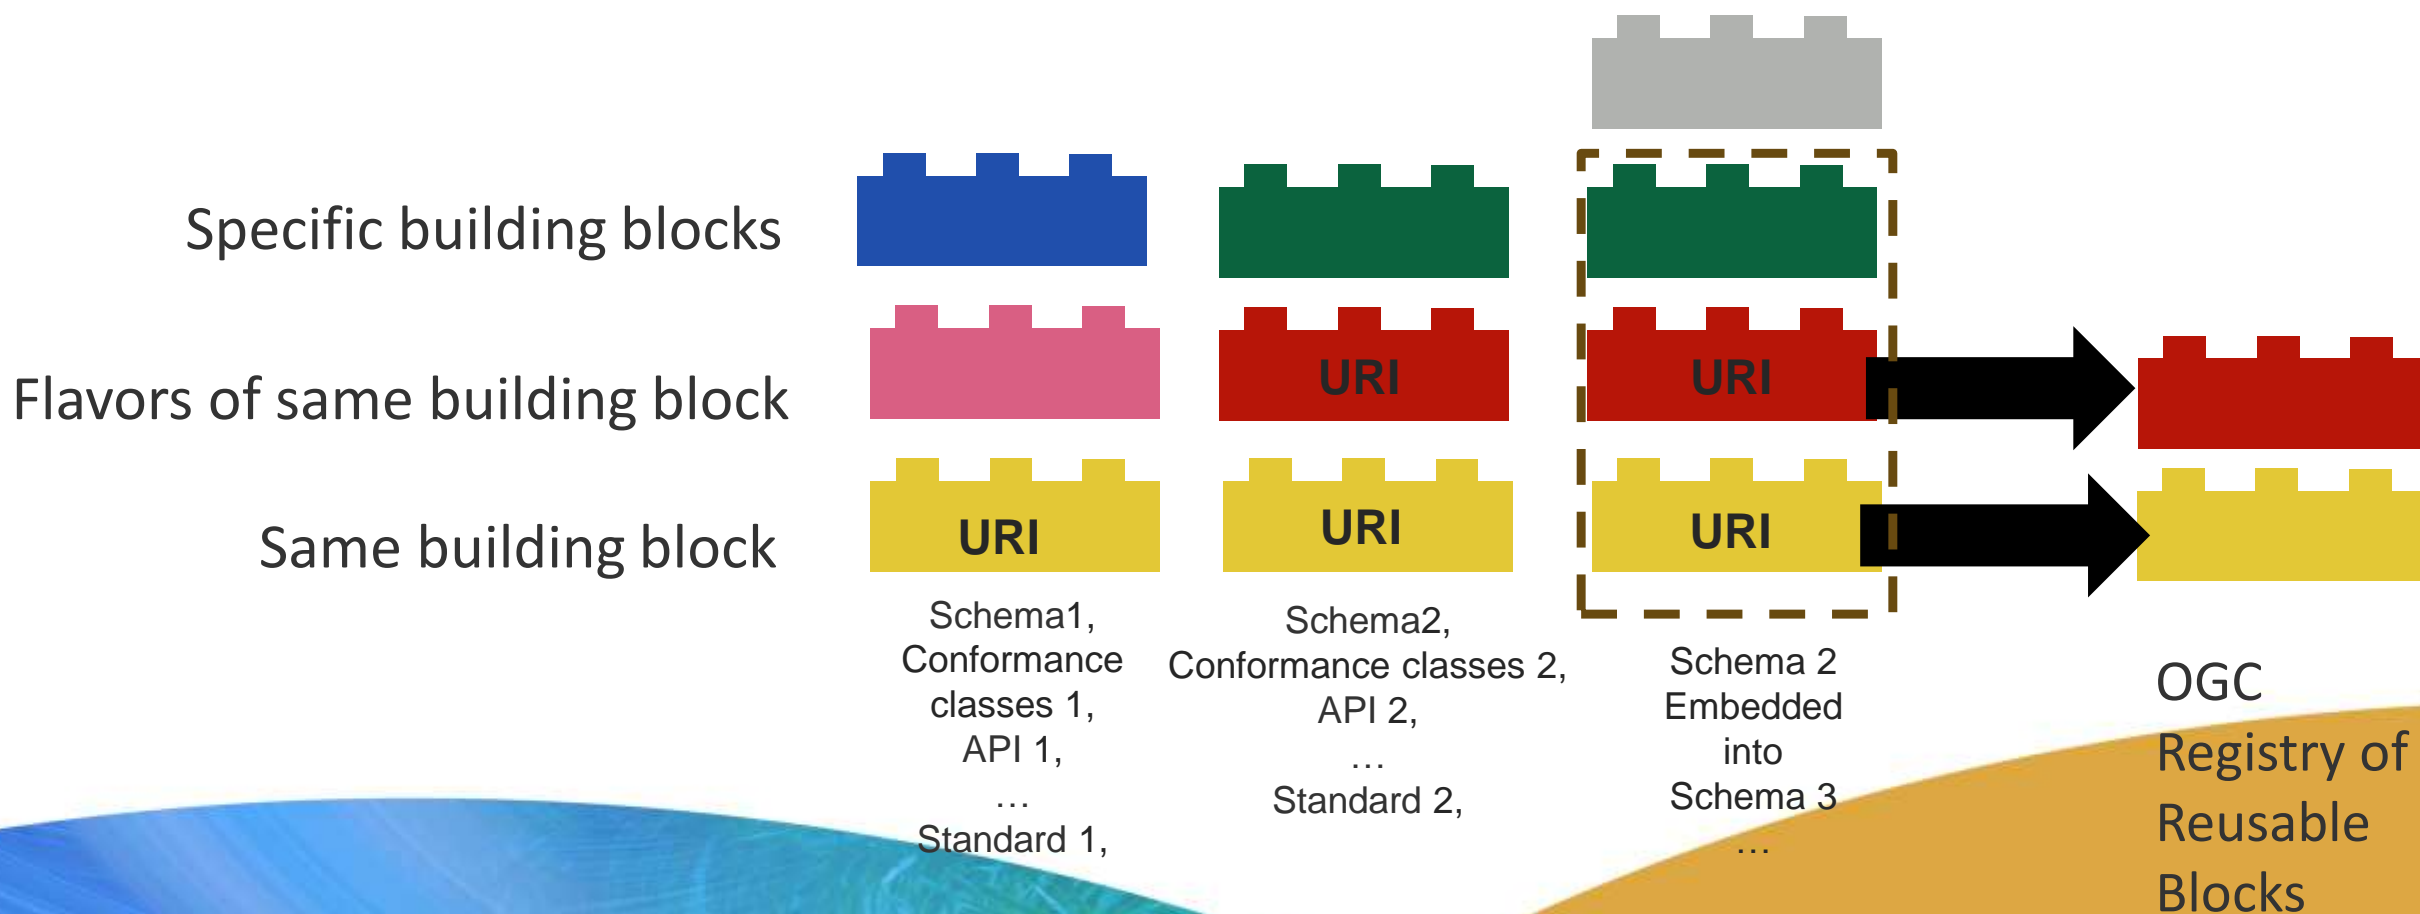 Specific building blocks
Flavors of same building block
URI
URI
Same building block
URI
URI
URI
Schema1,
Conformance
classes 1,
API 1,
…
Standard 1,
Schema2,
Conformance classes 2,
API 2,
…
Standard 2,
Schema 2
Embedded
into
Schema 3
…
OGC
Registry of
Reusable
Blocks